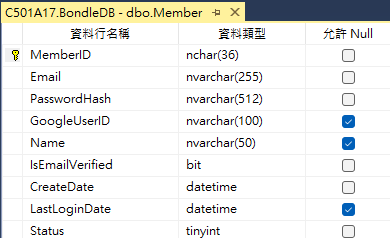 C501A17.BondleDB - dbo.Member
資料行名稱 資料類型 允許 Null
MemberID nchar(36)
Email nvarchar(255)
PasswordHash nvarchar(512)
GoogleUserID nvarchar(100)
Name nvarchar(50)
IsEmailVerified bit
CreateDate datetime
LastLoginDate datetime
Status tinyint